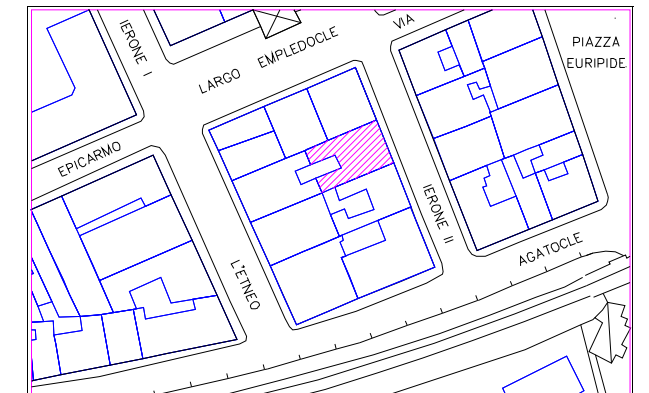 IERONE I
VIA
PIAZZA
EURIPIDE
LARGO EMPLEDOCLE
EPICARMO
IERONE II
L'ETNEO
AGATOCLE